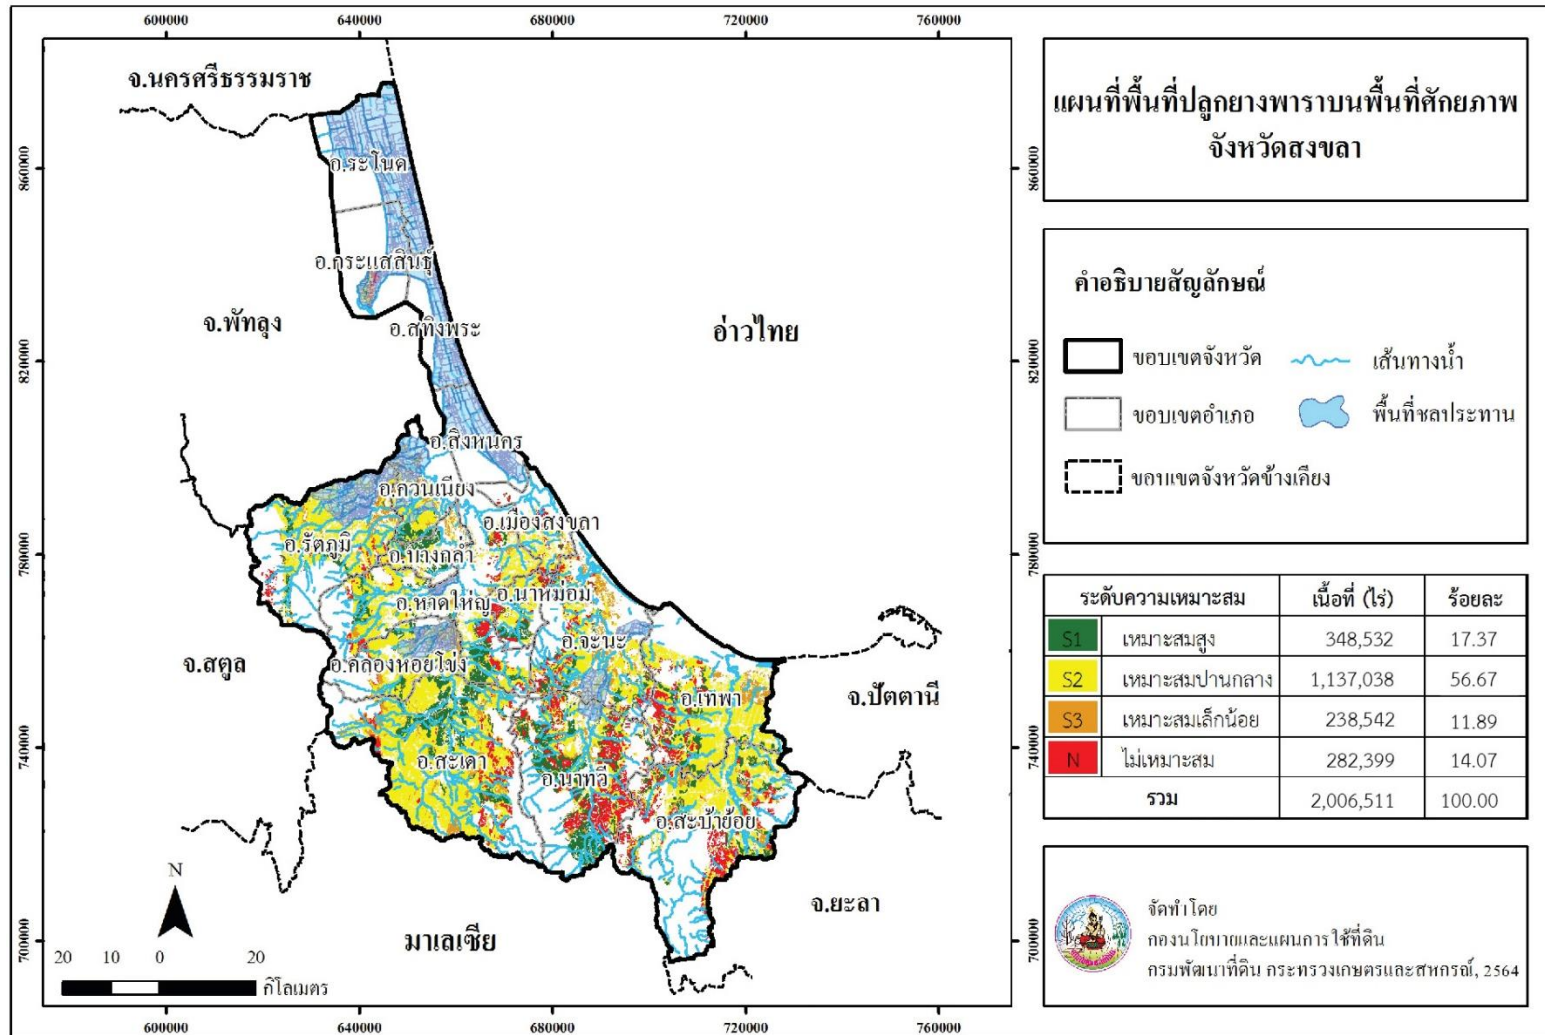 600000 640000 680000 720000 760000
แผนที่พื้นที่ปลูกยางพาราบนพื้นที่ศักยภาพ
จังหวัดสงขลา
จ.นครศรีธรรมราช
860000
860000
อ.ระโนด
อ.กระแสสินธุ์
จ.พัทลุง
อ.สทิงพระ
อ่าวไทย
820000
820000
อ.สิงหนคร
อ.ควนเนียง
อ.เมืองสงขลา
อ.รัตภูมิ
อ.บางกล่ำ
780000
780000
อ.หาดใหญ่
อ.นาหม่อม
อ.จะนะ
จ.สตูล
อ.คลองหอยโข่ง
อ.เทพา
จ.ปัตตานี
740000
740000
อ.สะเดา
อ.นาทวี
อ.สะบ้าย้อย
จ.ยะลา
มาเลเซีย
700000
700000
N
20 10 0 20
กิโลเมตร
600000 640000 680000 720000 760000
คำอธิบายสัญลักษณ์
ขอบเขตจังหวัด
เส้นทางน้ำ
ขอบเขตอำเภอ
พื้นที่ชลประทาน
ขอบเขตจังหวัดข้างเคียง
ระดับความเหมาะสม เนื้อที่ (ไร่) ร้อยละ
S1 เหมาะสมสูง 348,532 17.37
S2 เหมาะสมปานกลาง 1,137,038 56.67
S3 เหมาะสมเล็กน้อย 238,542 11.89
N ไม่เหมาะสม 282,399 14.07
รวม 2,006,511 100.00
จัดทำโดย
กองนโยบายและแผนการใช้ที่ดิน
กรมพัฒนาที่ดิน กระทรวงเกษตรและสหกรณ์, 2564